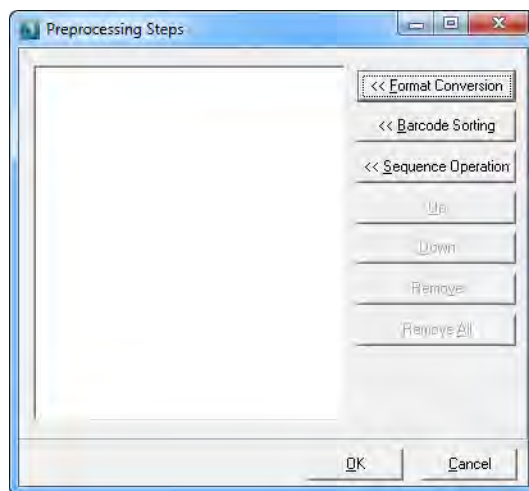 Preprocessing Steps
<< Format Conversion
<< Barcode Sorting
<< Sequence Operation
Up
Down
Remove
Remove All
OK
Cancel